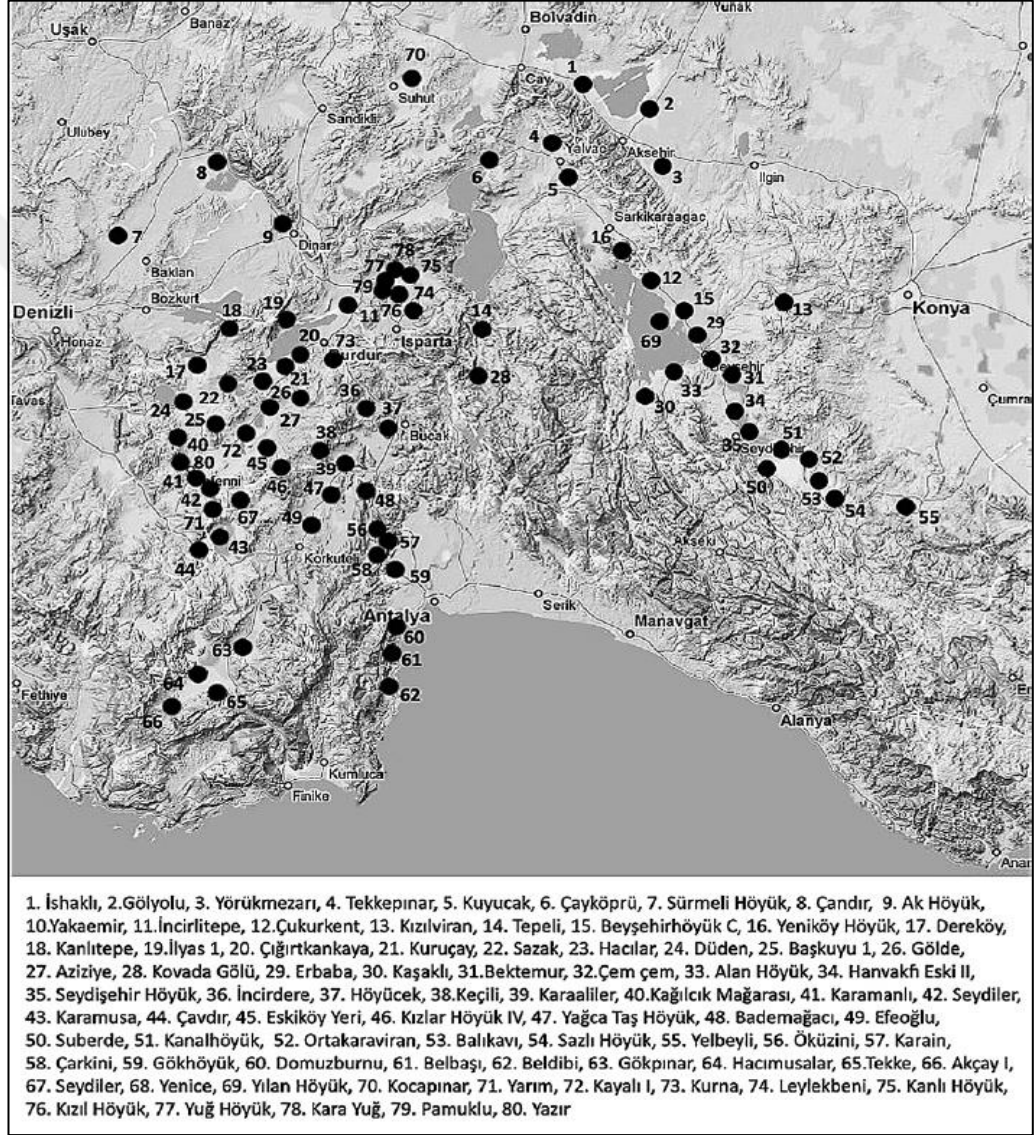 Uşak
Banaz
Bolvadin
Yunak
70
Suhut
Cay
1
2
Sandikli
Ulubey
4
Yalvac
Akşehir
8
6
5
3
Ilgin
Sarkikaraagac
7
9
Dinar
16
78
Baklan
77
75
12
79
Denizli
Bozkurt
19
11
76
74
15
13
Konya
18
14
69
29
Honaz
20
73
Isparta
32
17
23
21
28
33
31
Tavas
22
26
36
30
Çumra
24
27
37
34
25
38
Bucak
35
51
40
72
45
39
52
80
50
41
46
47
48
53
42
67
54
55
71
49
56
57
43
Korkuteli
58
44
59
Akseki
Antalya
Serik
60
Manavgat
63
61
64
62
Fethiye
65
66
Alanya
Kumluca
Finike
1. İshaklı, 2.Gölyolu, 3. Yörükmezarı, 4. Tekkepınar, 5. Kuyucak, 6. Çayköprü, 7. Sürmeli Höyük, 8. Çandır, 9. Ak Höyük,
10.Yakaemir, 11.İncirlitepe, 12.Çukurkent, 13. Kızılviran, 14. Tepeli, 15. Beyşehirhöyük C, 16. Yeniköy Höyük, 17. Dereköy,
18. Kanlıtepe, 19.İlyas 1, 20. Çığırtkankaya, 21. Kuruçay, 22. Sazak, 23. Hacılar, 24. Düden, 25. Başkuyu 1, 26. Gölde,
27. Aziziye, 28. Kovada Gölü, 29. Erbaba, 30. Kaşaklı, 31.Bektemur, 32.Çem çem, 33. Alan Höyük, 34. Hanvakfı Eski II,
35. Seydişehir Höyük, 36. İncirdere, 37. Höyücek, 38.Keçili, 39. Karaaliler, 40.Kağılcık Mağarası, 41. Karamanlı, 42. Seydiler,
43. Karamusa, 44. Çavdır, 45. Eskiköy Yeri, 46. Kızlar Höyük IV, 47. Yağca Taş Höyük, 48. Bademağacı, 49. Efeoğlu,
50. Suberde, 51. Kanalhöyük, 52. Ortakaraviran, 53. Balıkavı, 54. Sazlı Höyük, 55. Yelbeyli, 56. Öküzini, 57. Karain,
58. Çarkini, 59. Gökhöyük, 60. Domuzburnu, 61. Belbaşı, 62. Beldibi, 63. Gökpınar, 64. Hacımusalar, 65.Tekke, 66. Akçay I,
67. Seydiler, 68. Yenice, 69. Yılan Höyük, 70. Kocapınar, 71. Yarım, 72. Kayalı I, 73. Kurna, 74. Leylekbeni, 75. Kanlı Höyük,
76. Kızıl Höyük, 77. Yuğ Höyük, 78. Kara Yuğ, 79. Pamuklu, 80. Yazır